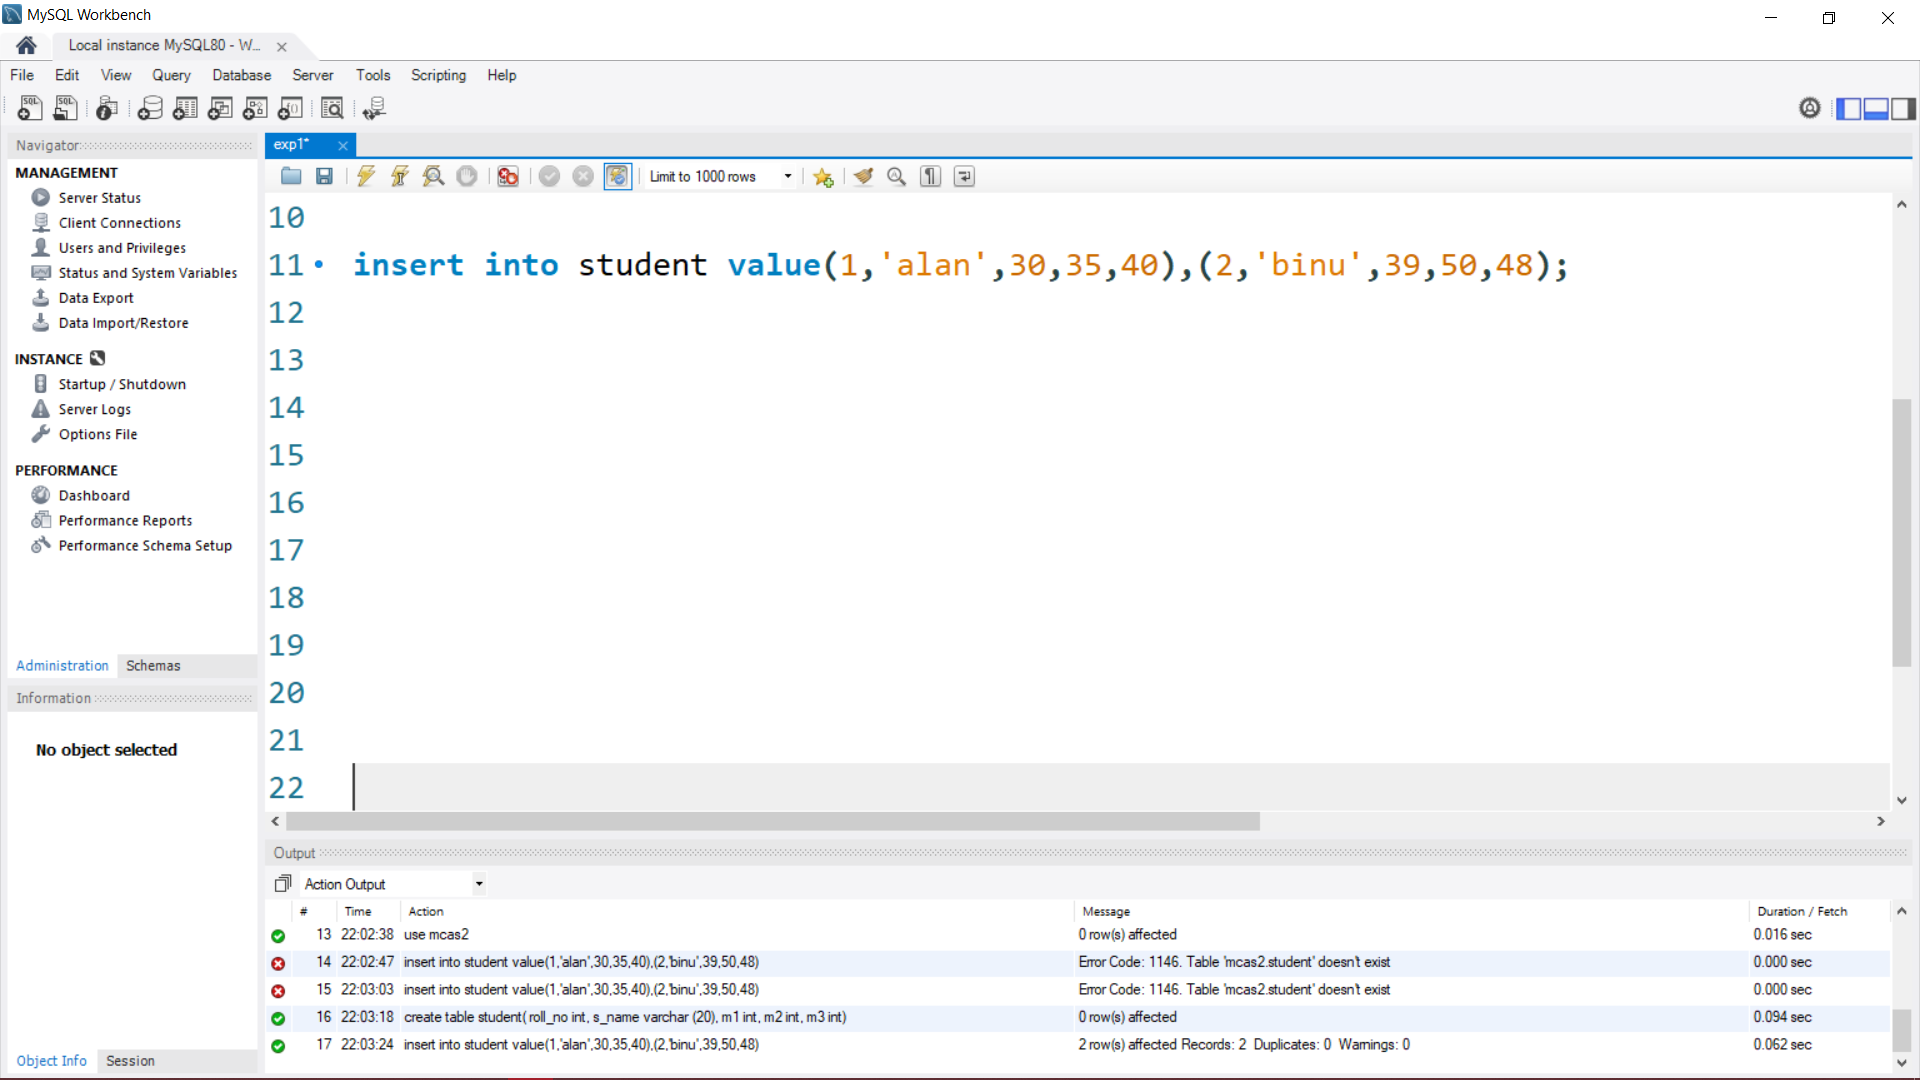 MySQL Workbench
Local instance MySQL80 - W...
File Edit View Query Database Server Tools Scripting Help
Navigator
MANAGEMENT
Server Status
Client Connections
Users and Privileges
Status and System Variables
Data Export
Data Import/Restore
INSTANCE
Startup / Shutdown
Server Logs
Options File
PERFORMANCE
Dashboard
Performance Reports
Performance Schema Setup
Administration Schemas
Information
No object selected
Object Info Session
exp1*
Limit to 1000 rows
10
11 insert into student value(1,'alan',30,35,40),(2,'binu',39,50,48);
12
13
14
15
16
17
18
19
20
21
22
Output
Action Output
# Time Action Message Duration / Fetch
13 22:02:38 use mcas2 0 row(s) affected 0.016 sec
14 22:02:47 insert into student value(1,'alan',30,35,40),(2,'binu',39,50,48) Error Code: 1146. Table 'mcas2.student' doesn't exist 0.000 sec
15 22:03:03 insert into student value(1,'alan',30,35,40),(2,'binu',39,50,48) Error Code: 1146. Table 'mcas2.student' doesn't exist 0.000 sec
16 22:03:18 create table student( roll_no int, s_name varchar (20), m1 int, m2 int, m3 int) 0 row(s) affected 0.094 sec
17 22:03:24 insert into student value(1,'alan',30,35,40),(2,'binu',39,50,48) 2 row(s) affected Records: 2 Duplicates: 0 Warnings: 0 0.062 sec